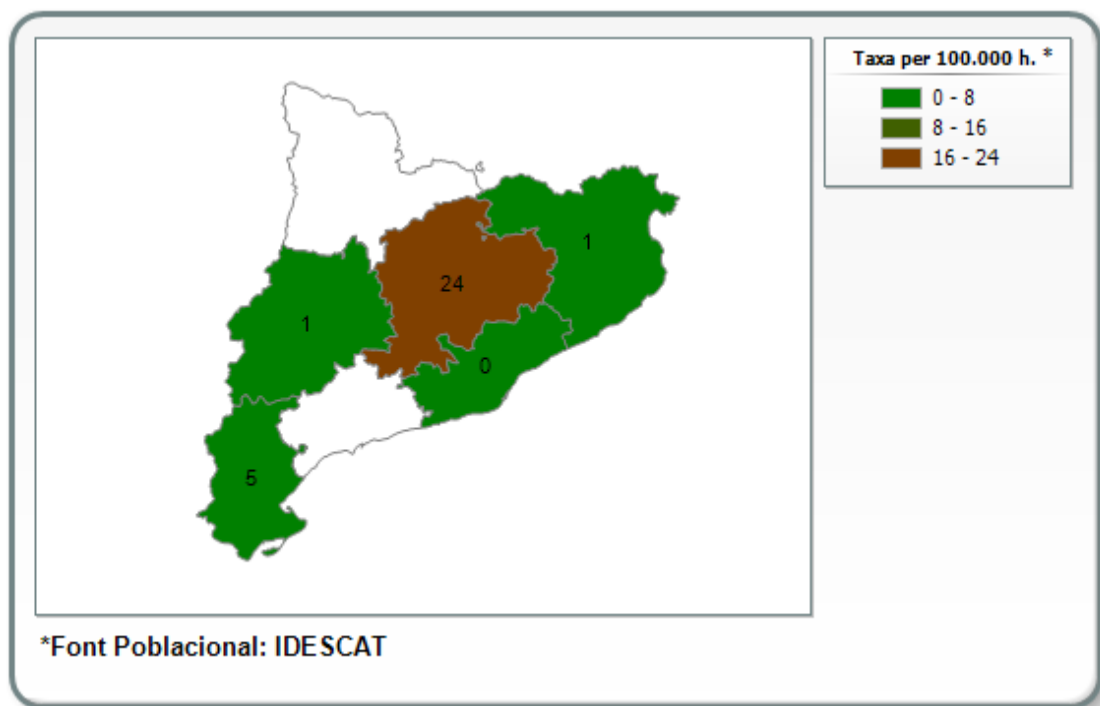 Taxa per 100.000 h. *
0 - 8
8 - 16
16 - 24
1
24
1
0
5
*Font Poblacional: IDESCAT